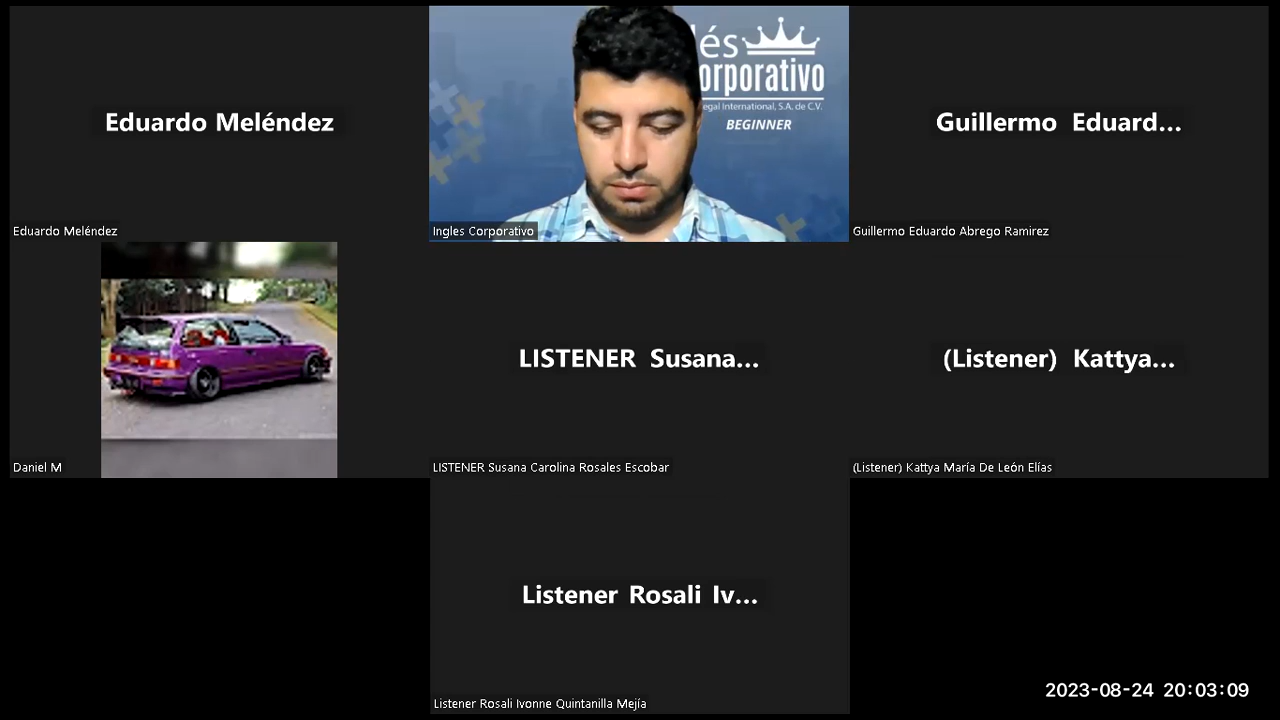 Eduardo Meléndez
Eduardo Meléndez
lés
orporativo
egal International, S.A. de C.V.
BEGINNER
Ingles Corporativo
Guillermo Eduard...
Guillermo Eduardo Abrego Ramirez
Daniel M
LISTENER Susana...
LISTENER Susana Carolina Rosales Escobar
(Listener) Kattya...
(Listener) Kattya María De León Elías
Listener Rosali Iv...
Listener Rosali Ivonne Quintanilla Mejía
2023-08-24 20:03:09